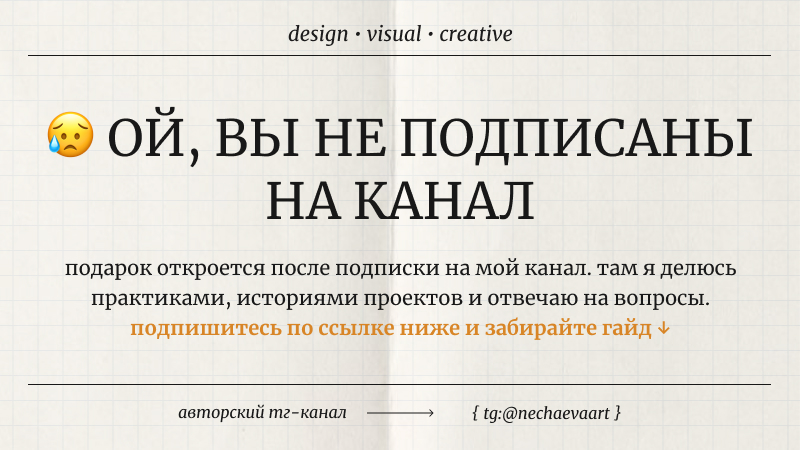 design • visual • creative
😥 ОЙ, ВЫ НЕ ПОДПИСАНЫ
НА КАНАЛ
подарок откроется после подписки на мой канал. там я делюсь
практиками, историями проектов и отвечаю на вопросы.
подпишитесь по ссылке ниже и забирайте гайд ↓
авторский тг-канал ⟶ { tg:@nechaevaart }